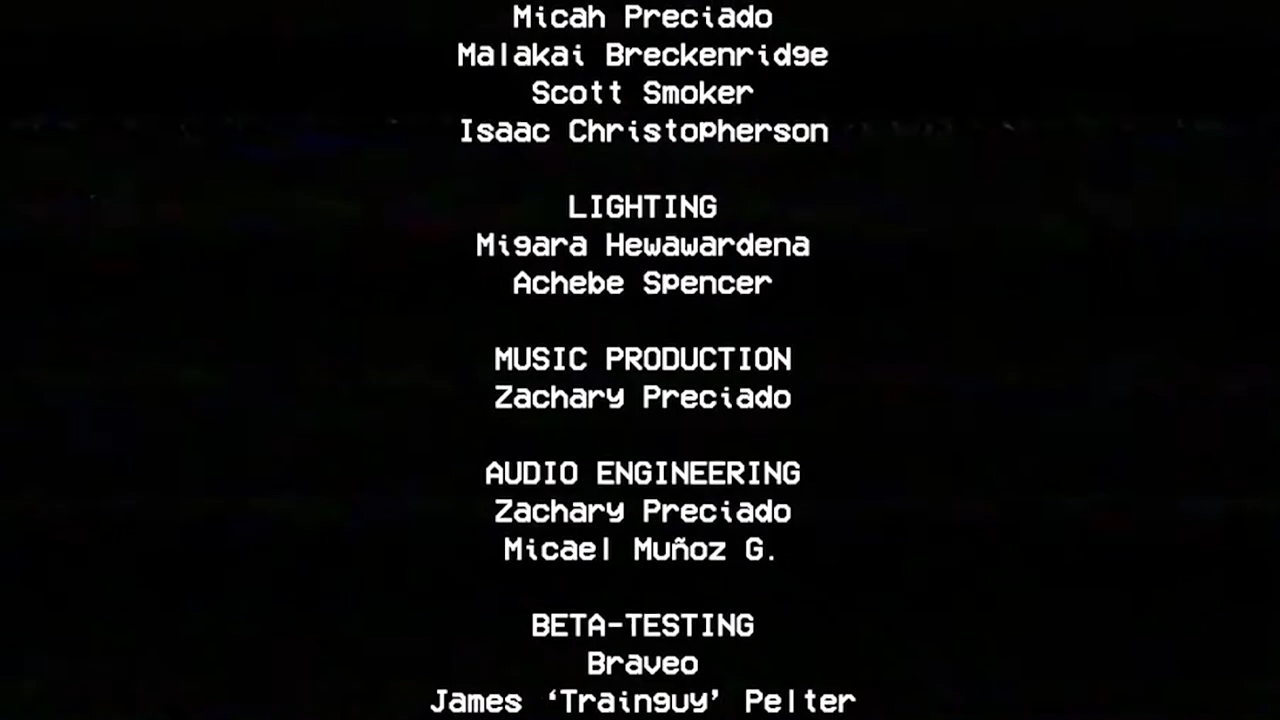 Micah Preciado
Malakai Breckenridge
Scott Smoker
Isaac Christopherson
LIGHTING
Migara Hewawardena
Achebe Spencer
MUSIC PRODUCTION
Zachary Preciado
AUDIO ENGINEERING
Zachary Preciado
Micael Muñoz G.
BETA-TESTING
Braveo
James ‘Trainguy’ Pelter